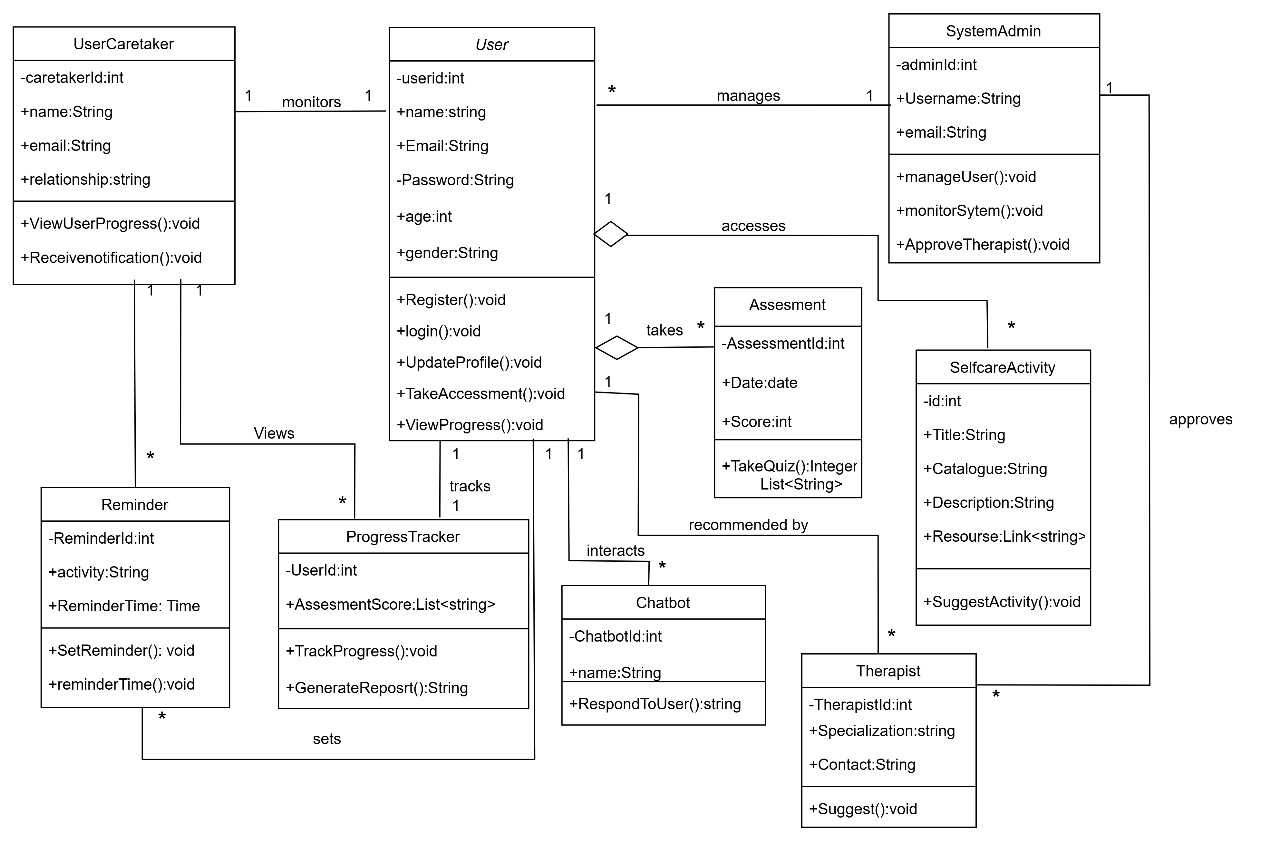 UserCaretaker
-caretakerId:int
+name:String
+email:String
+relationship:string
+ViewUserProgress():void
+Receivenotification():void
1
monitors
1
User
-userid:int
+name:string
+Email:String
-Password:String
+age:int
+gender:String
+Register():void
+login():void
+UpdateProfile():void
+TakeAccessment():void
+ViewProgress():void
*
manages
1
SystemAdmin
-adminId:int
+Username:String
+email:String
+manageUser():void
+monitorSytem():void
+ApproveTherapist():void
1
approves
*
1
accesses
*
1
takes
*
Assesment
-AssessmentId:int
+Date:date
+Score:int
+TakeQuiz():Integer
List<String>
SelfcareActivity
-id:int
+Title:String
+Catalogue:String
+Description:String
+Resourse:Link<string>
+SuggestActivity():void
1
recommended by
*
1
*
1
Views
*
1
tracks
1
1
1
interacts
*
Reminder
-ReminderId:int
+activity:String
+ReminderTime: Time
+SetReminder(): void
+reminderTime():void
*
sets
ProgressTracker
-UserId:int
+AssesmentScore:List<string>
+TrackProgress():void
+GenerateReposrt():String
Chatbot
-ChatbotId:int
+name:String
+RespondToUser():string
Therapist
-TherapistId:int
+Specialization:string
+Contact:String
+Suggest():void